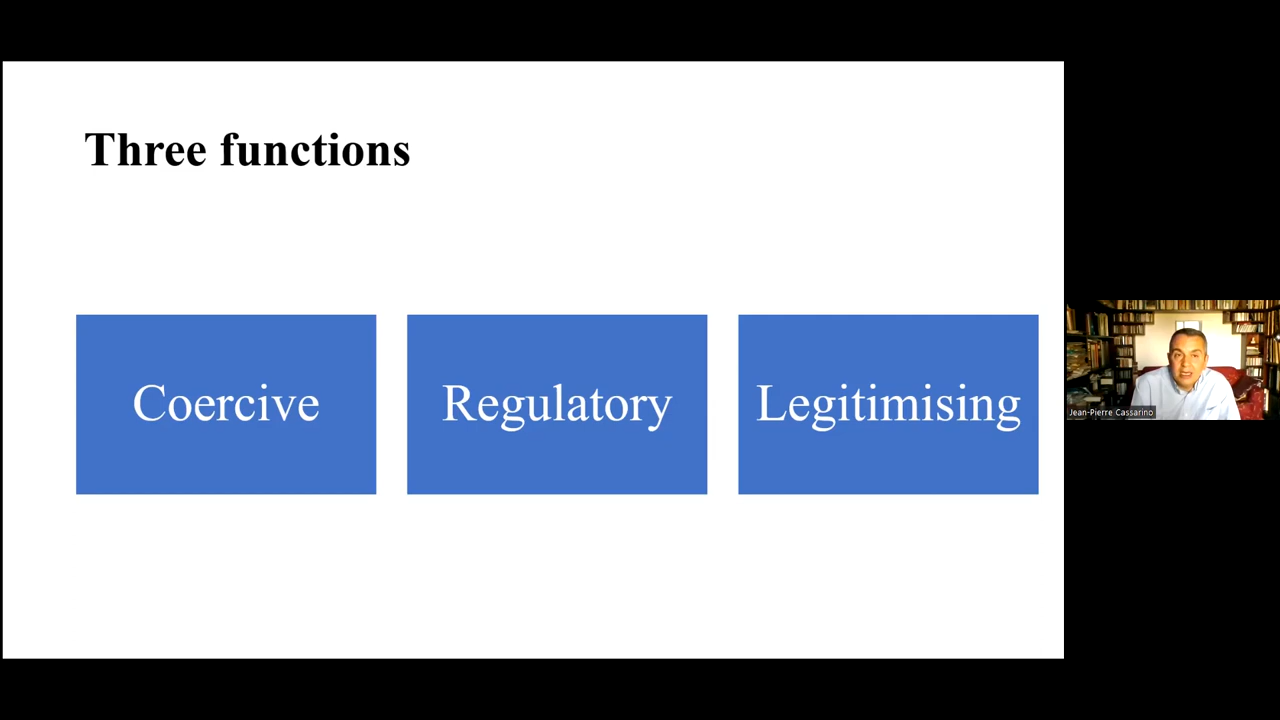 Three functions
Coercive
Regulatory
Legitimising
Jean-Pierre Cassarino